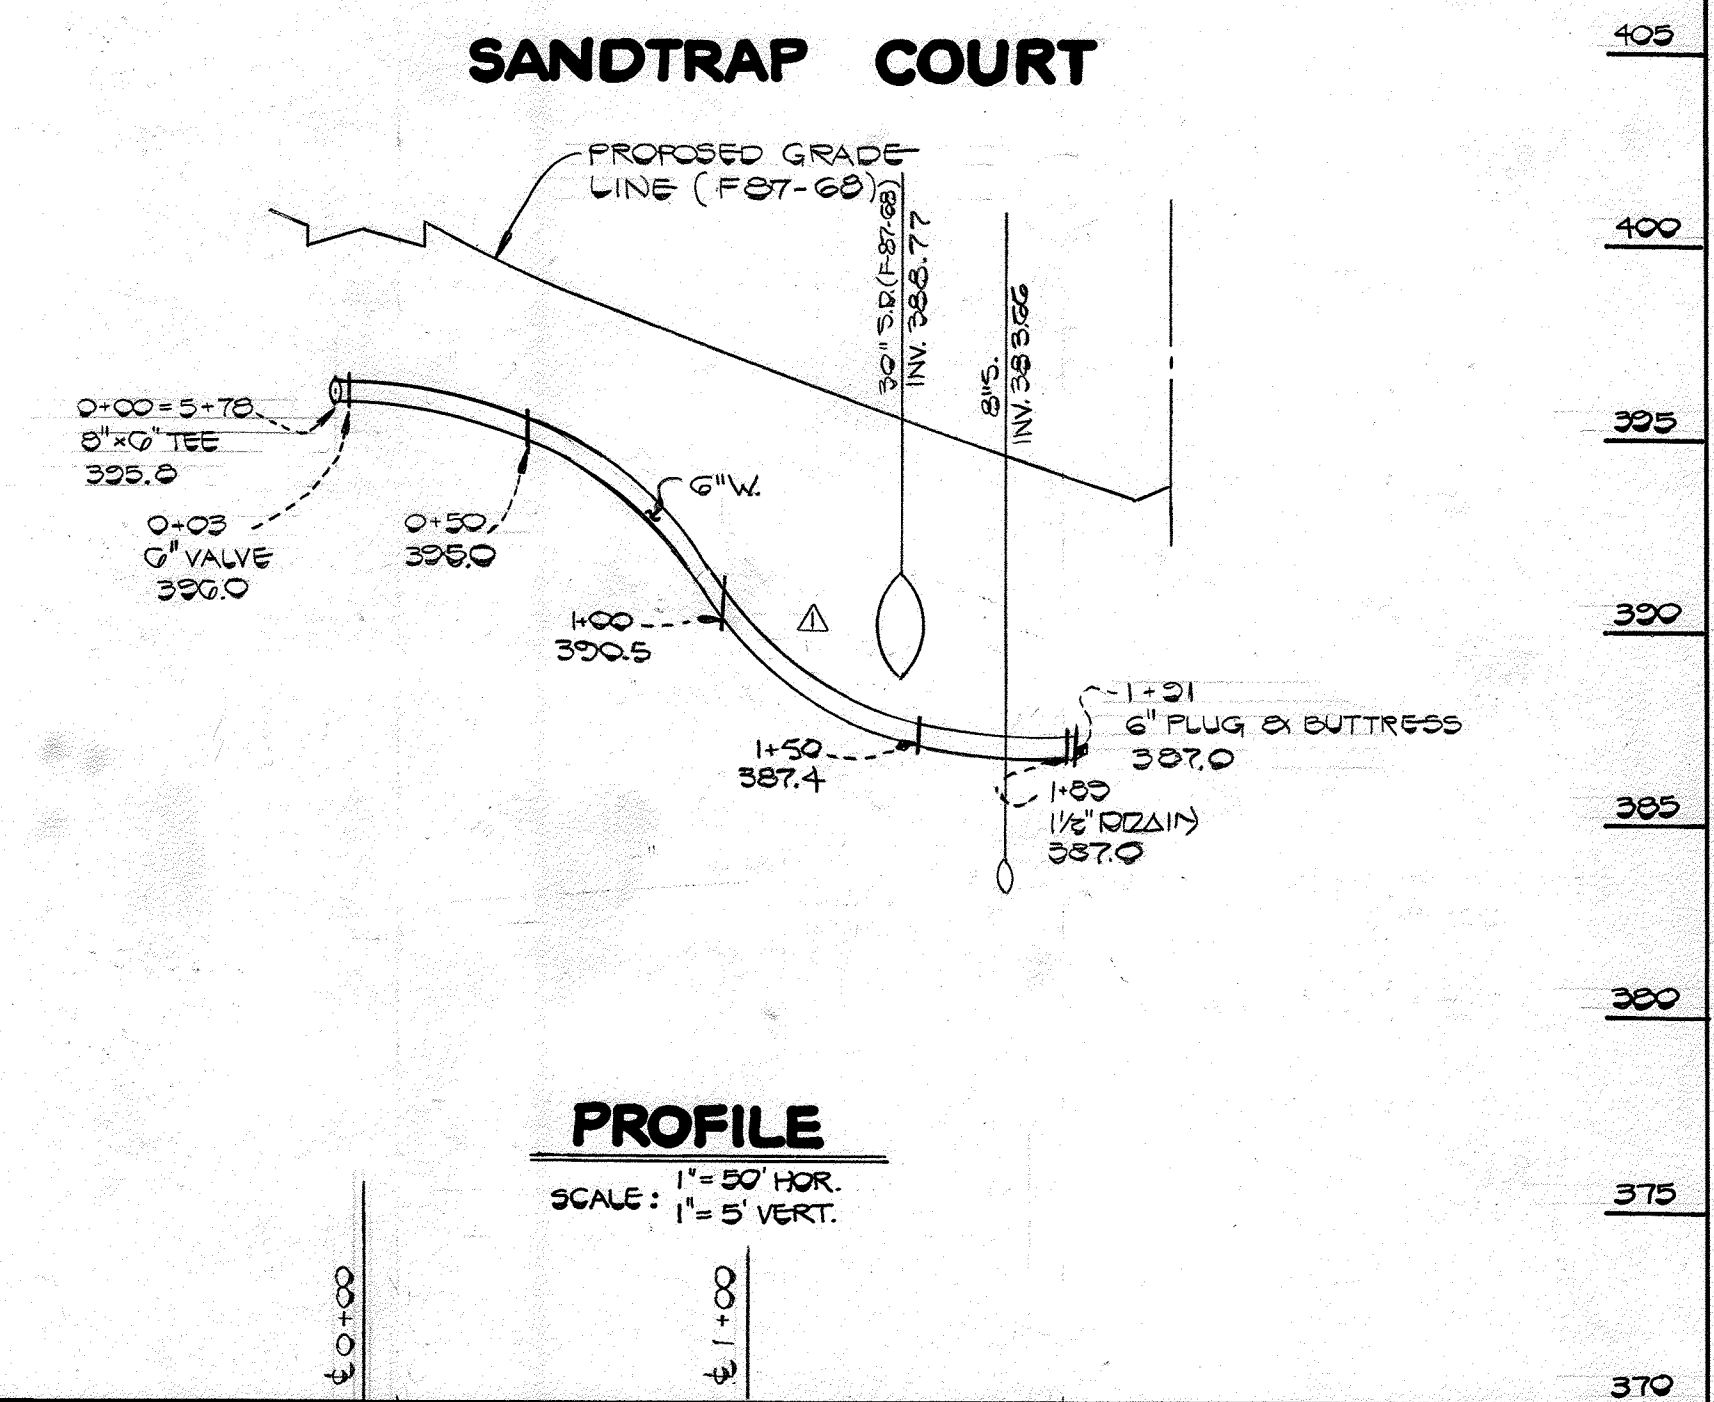 SANDTRAP COURT
405
PROPOSED GRADE
LINE (F87-68)
30" S.D. (F-87-68)
INV. 388.77
8"S.
INV. 383.66
400
395
0+00=5+78
8"x6" TEE
395.8
0+03
6" VALVE
396.0
0+50
395.0
6"W.
1+00
390.5
1
390
1+91
6" PLUG & BUTTRESS
387.0
1+50
387.4
1+89
1½" DRAIN
387.0
385
380
PROFILE
SCALE:
1"= 50' HOR.
1"= 5' VERT.
375
℄ 0+00
℄ 1+00
370